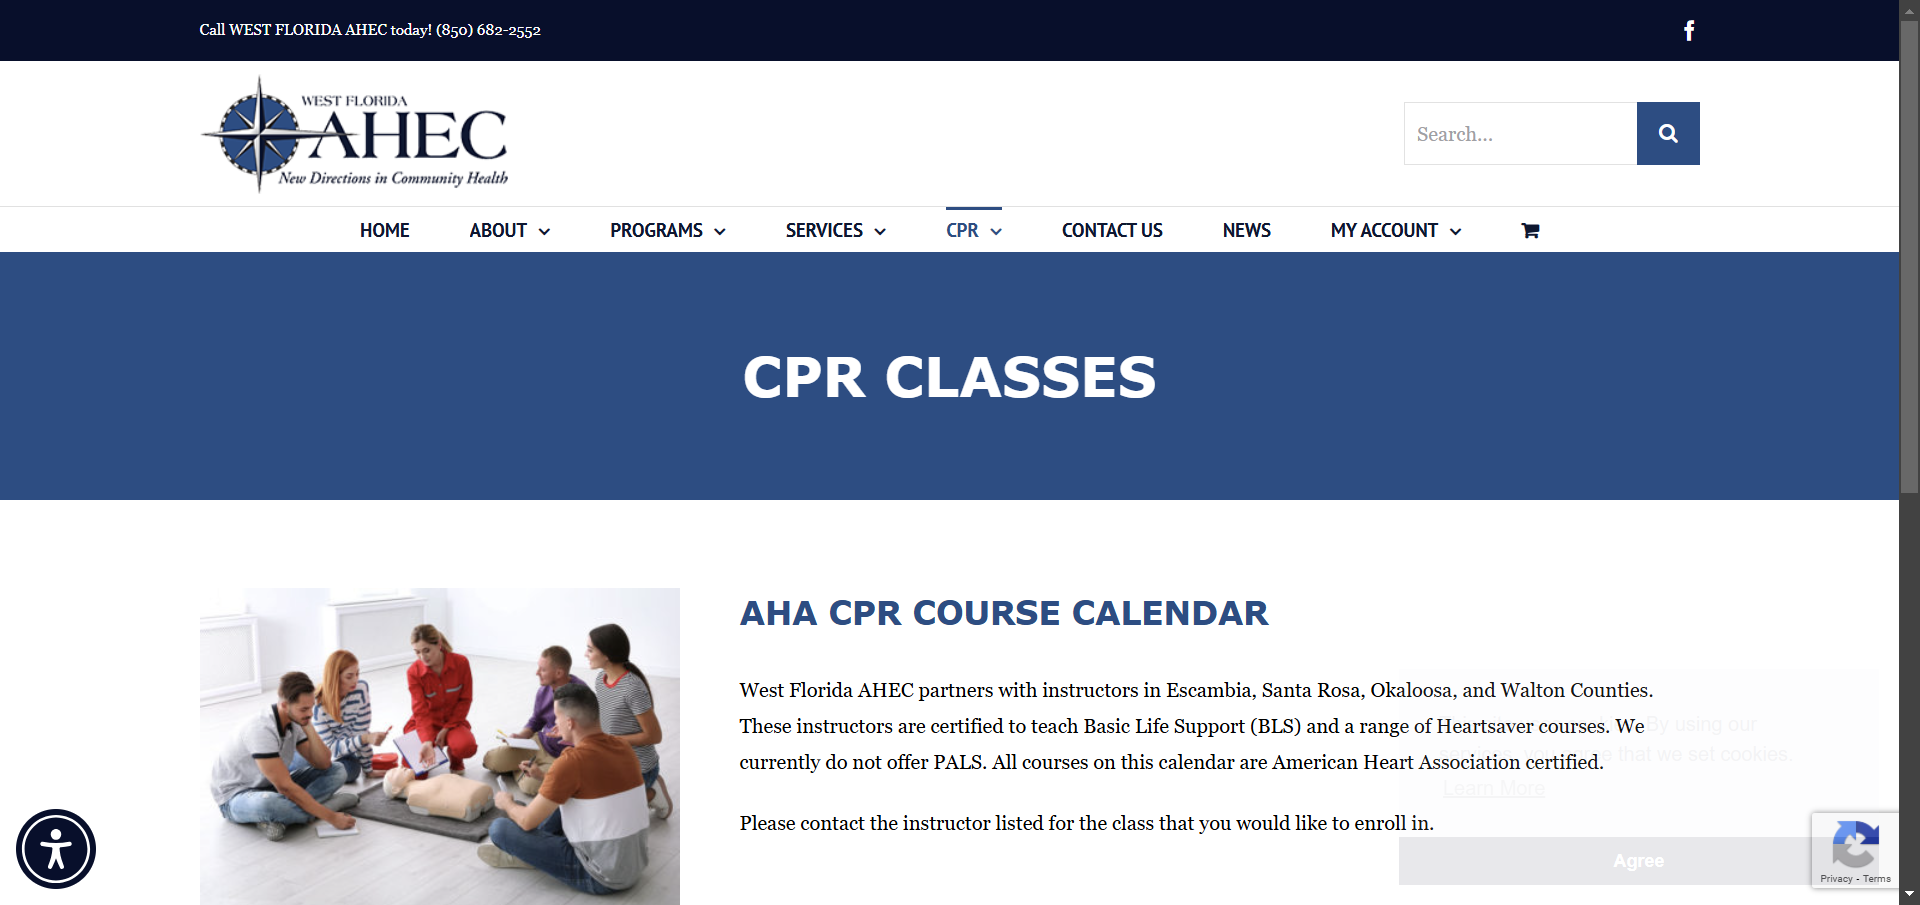 Call WEST FLORIDA AHEC today! (850) 682-2552
WEST FLORIDA
AHEC
New Directions in Community Health
Search...
HOME
ABOUT
PROGRAMS
SERVICES
CPR
CONTACT US
NEWS
MY ACCOUNT
CPR CLASSES
AHA CPR COURSE CALENDAR
West Florida AHEC partners with instructors in Escambia, Santa Rosa, Okaloosa, and Walton Counties.
These instructors are certified to teach Basic Life Support (BLS) and a range of Heartsaver courses. We
currently do not offer PALS. All courses on this calendar are American Heart Association certified.
Please contact the instructor listed for the class that you would like to enroll in.
By using our
services, you agree that we set cookies.
Learn More
Agree
Privacy - Terms